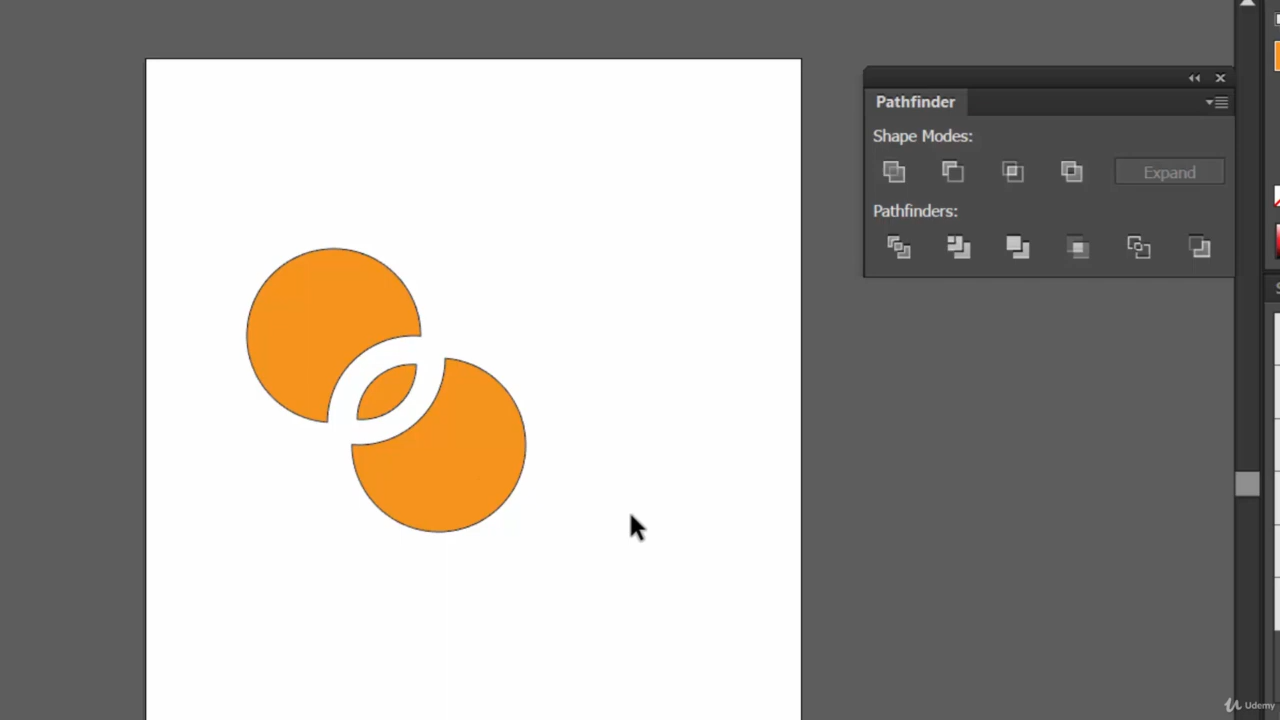 Pathfinder
Shape Modes:
Expand
Pathfinders:
Udemy